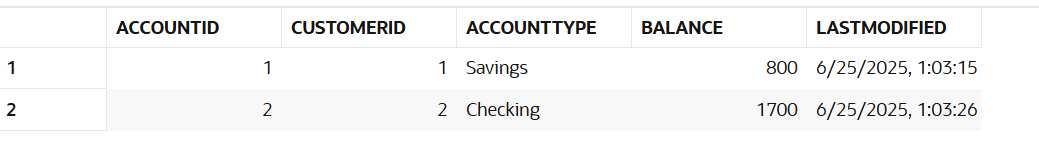 ACCOUNTID CUSTOMERID ACCOUNTTYPE BALANCE LASTMODIFIED
1 1 1 Savings 800 6/25/2025, 1:03:15
2 2 2 Checking 1700 6/25/2025, 1:03:26